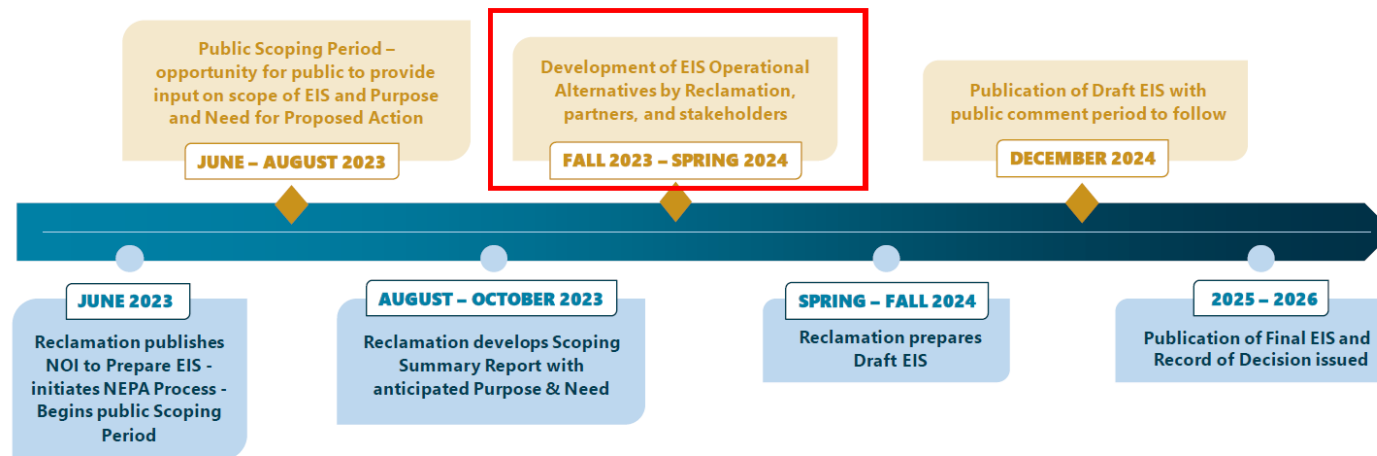 Public Scoping Period –
opportunity for public to provide
input on scope of EIS and Purpose
and Need for Proposed Action
JUNE – AUGUST 2023
Development of EIS Operational
Alternatives by Reclamation,
partners, and stakeholders
FALL 2023 – SPRING 2024
Publication of Draft EIS with
public comment period to follow
DECEMBER 2024
JUNE 2023
Reclamation publishes
NOI to Prepare EIS -
initiates NEPA Process -
Begins public Scoping
Period
AUGUST – OCTOBER 2023
Reclamation develops Scoping
Summary Report with
anticipated Purpose & Need
SPRING – FALL 2024
Reclamation prepares
Draft EIS
2025 – 2026
Publication of Final EIS and
Record of Decision issued